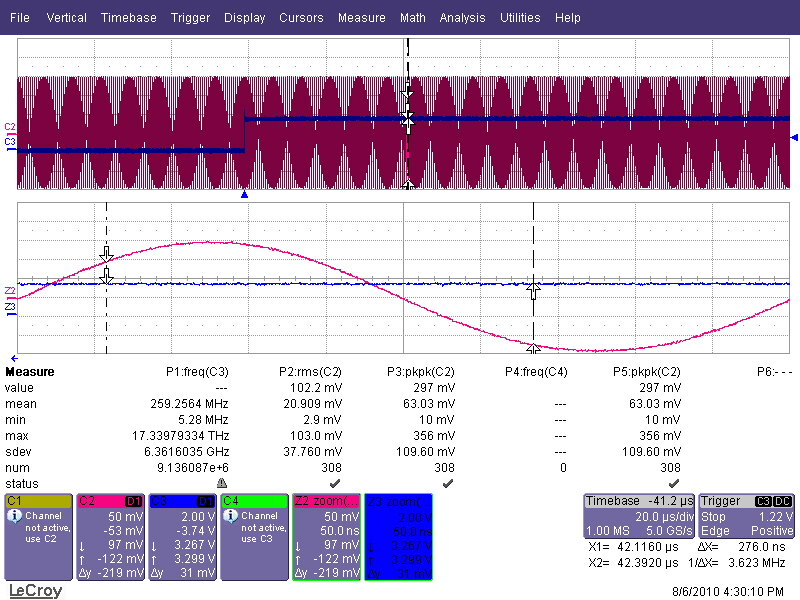 File Vertical Timebase Trigger Display Cursors Measure Math Analysis Utilities Help
C2
C3
Z2
Z3
Measure P1:freq(C3) P2:rms(C2) P3:pkpk(C2) P4:freq(C4) P5:pkpk(C2) P6:- - -
value --- 102.2 mV 297 mV 297 mV
mean 259.2564 MHz 20.909 mV 63.03 mV --- 63.03 mV
min 5.28 MHz 2.9 mV 10 mV --- 10 mV
max 17.33979334 THz 103.0 mV 356 mV --- 356 mV
sdev 6.3616035 GHz 37.760 mV 109.60 mV --- 109.60 mV
num 9.136087e+6 308 308 0 308
status
C1
Channel
not active,
use C2
C2 D1
50 mV
-53 mV
↓ 97 mV
↑ -122 mV
Δy -219 mV
C3 D1
2.00 V
-3.74 V
↓ 3.267 V
↑ 3.299 V
Δy 31 mV
C4
Channel
not active,
use C3
Z2 zoom(...
50 mV
50.0 ns
↓ 97 mV
↑ -122 mV
Δy -219 mV
Z3 zoom(...
2.00 V
50.0 ns
↓ 3.267 V
↑ 3.299 V
Δy 31 mV
Timebase -41.2 µs
20.0 µs/div
1.00 MS 5.0 GS/s
Trigger C3 DC
Stop 1.22 V
Edge Positive
X1= 42.1160 µs ΔX= 276.0 ns
X2= 42.3920 µs 1/ΔX= 3.623 MHz
LeCroy
8/6/2010 4:30:10 PM